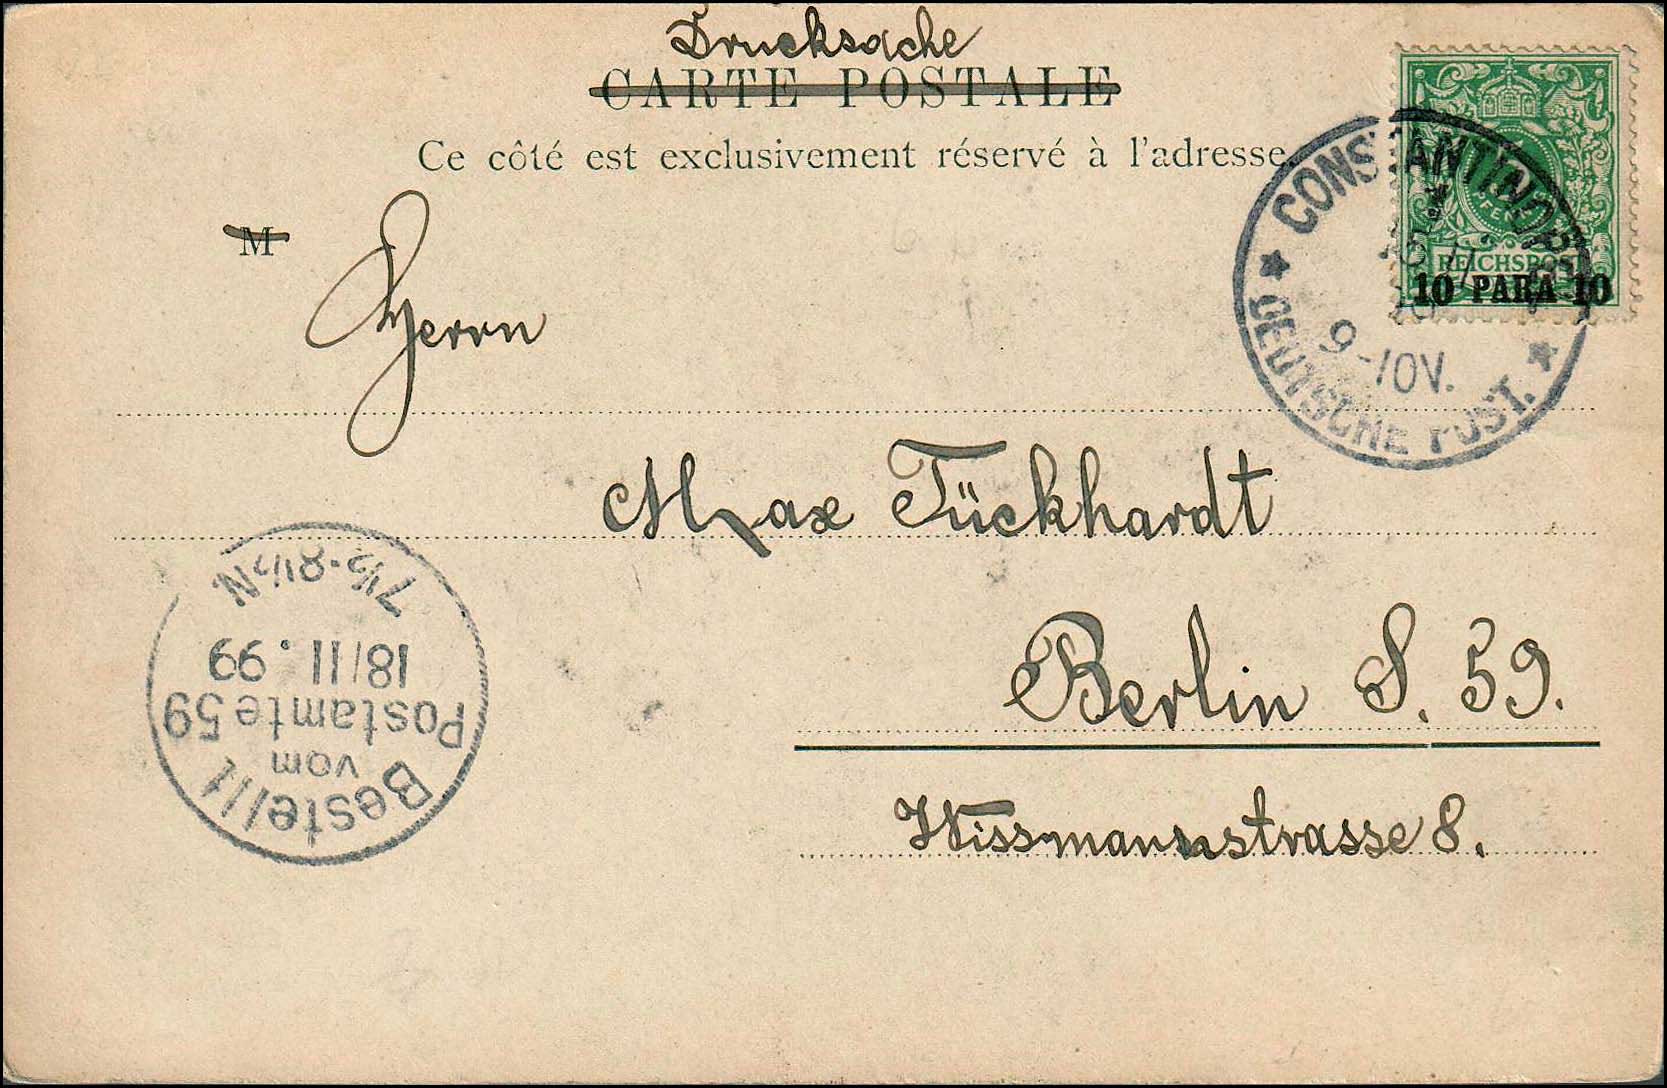 Drucksache
CARTE POSTALE
Ce côté est exclusivement réservé à l'adresse.
M
Herrn
Max Tückhardt
Berlin S. 59.
Wissmannstrasse 8.
CONSTANTINOPEL
9-10V.
DEUTSCHE POST.
REICHSPOST
10 PARA 10
Bestellt
vom
Postamte 59
18/11.99
7½-8½N.